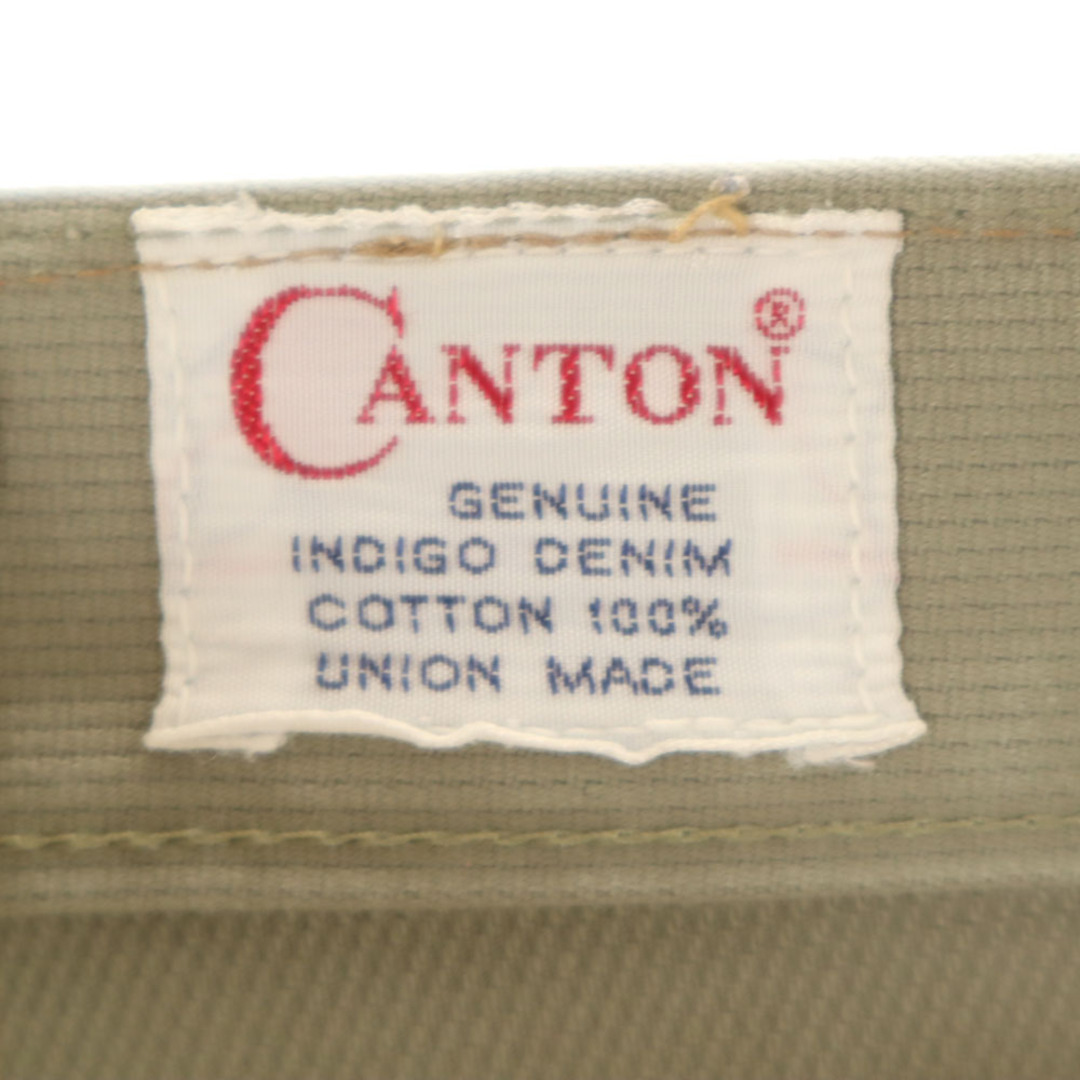 CANTON®
GENUINE
INDIGO DENIM
COTTON 100%
UNION MADE